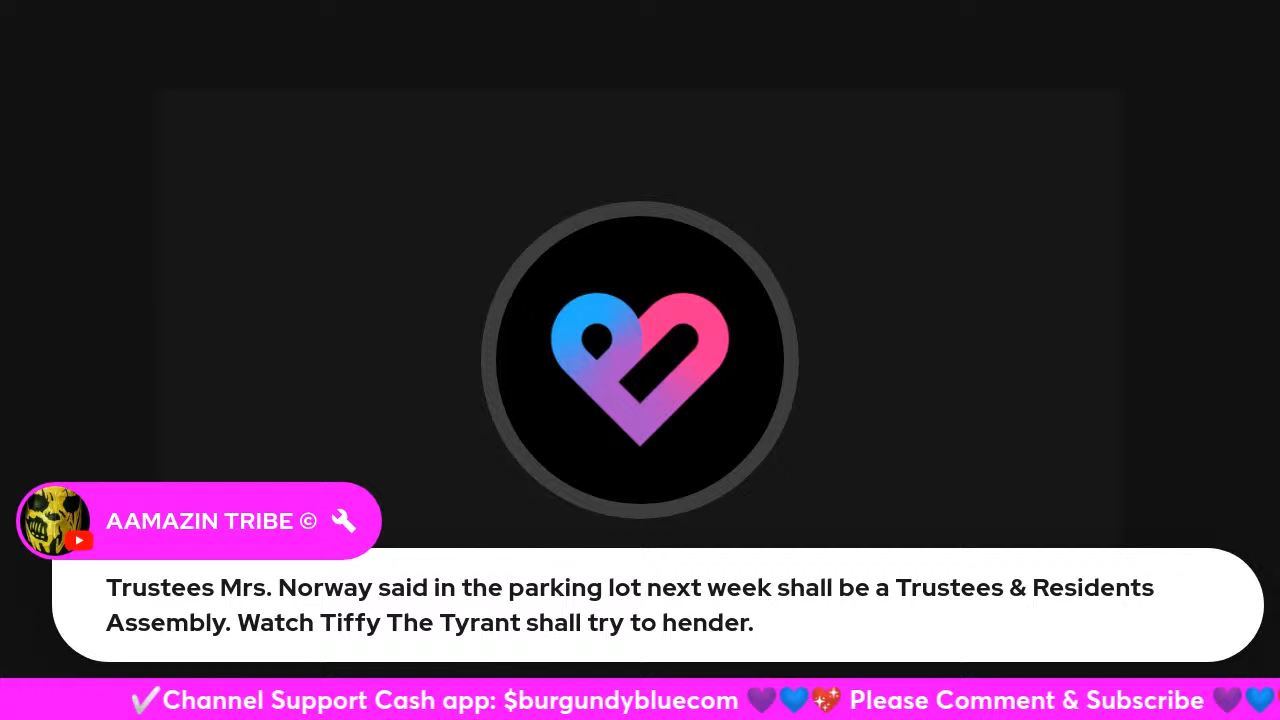 AAMAZIN TRIBE ©
Trustees Mrs. Norway said in the parking lot next week shall be a Trustees & Residents
Assembly. Watch Tiffy The Tyrant shall try to hender.
✔Channel Support Cash app: $burgundybluecom 💜💙💖 Please Comment & Subscribe 💜💙